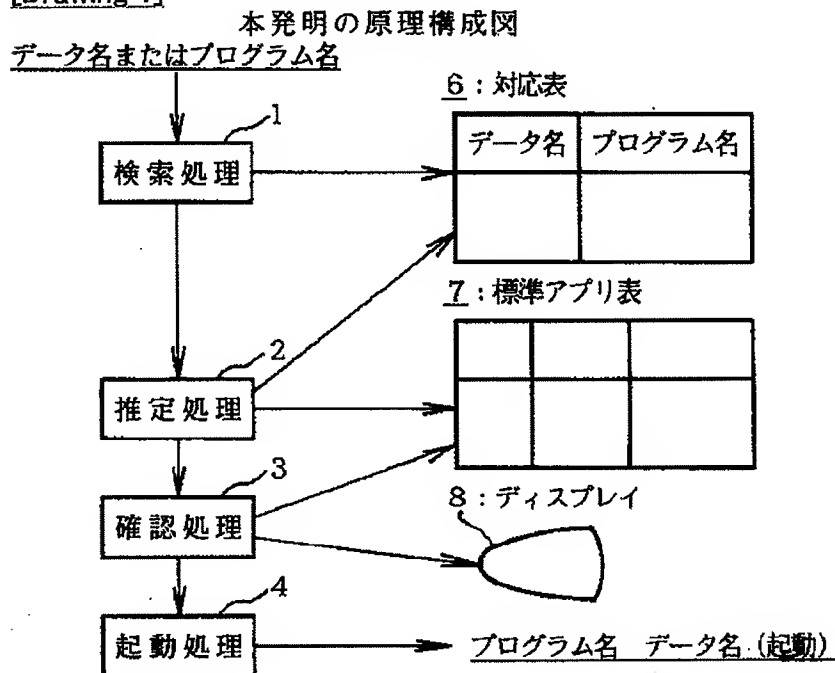 [Drawing 1]
本発明の原理構成図
データ名またはプログラム名
6：対応表
データ名 プログラム名
1
検索処理
7：標準アプリ表
2
推定処理
3
確認処理
8：ディスプレイ
4
起動処理
プログラム名 データ名（起動）